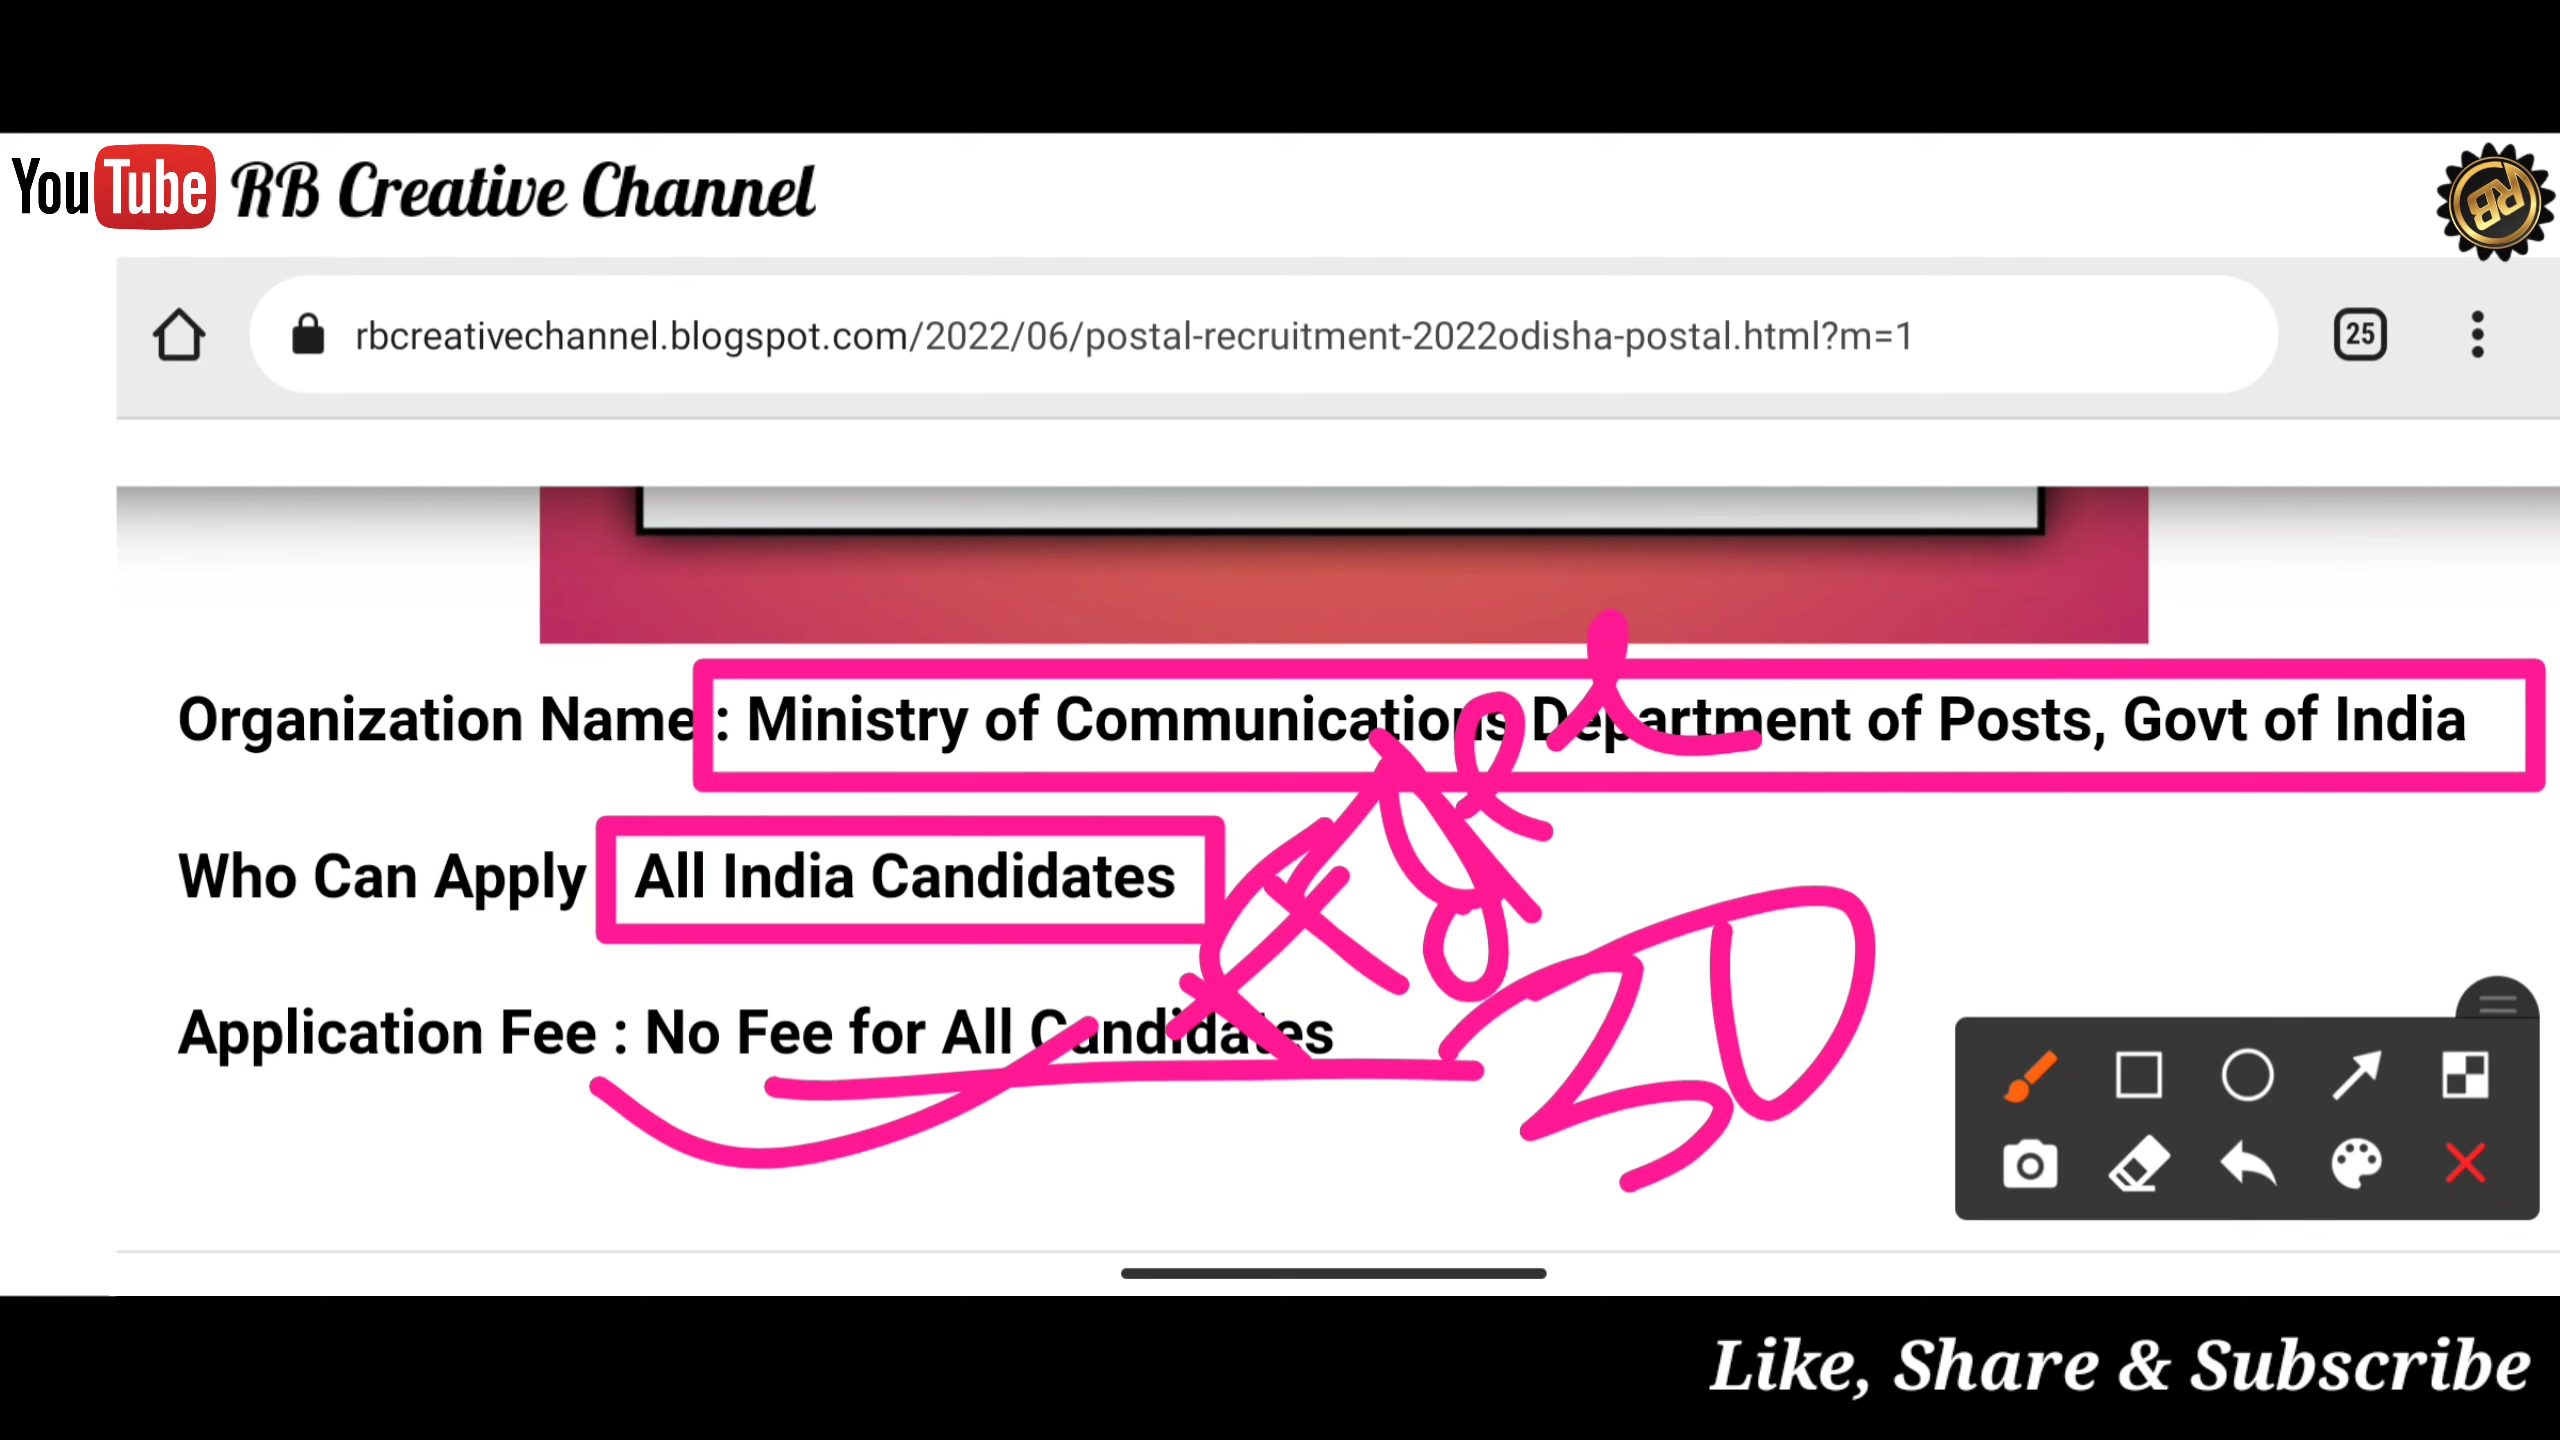 YouTube RB Creative Channel
RB
rbcreativechannel.blogspot.com/2022/06/postal-recruitment-2022odisha-postal.html?m=1
25
Organization Name : Ministry of Communications Department of Posts, Govt of India
Who Can Apply All India Candidates
Application Fee : No Fee for All Candidates
Like, Share & Subscribe